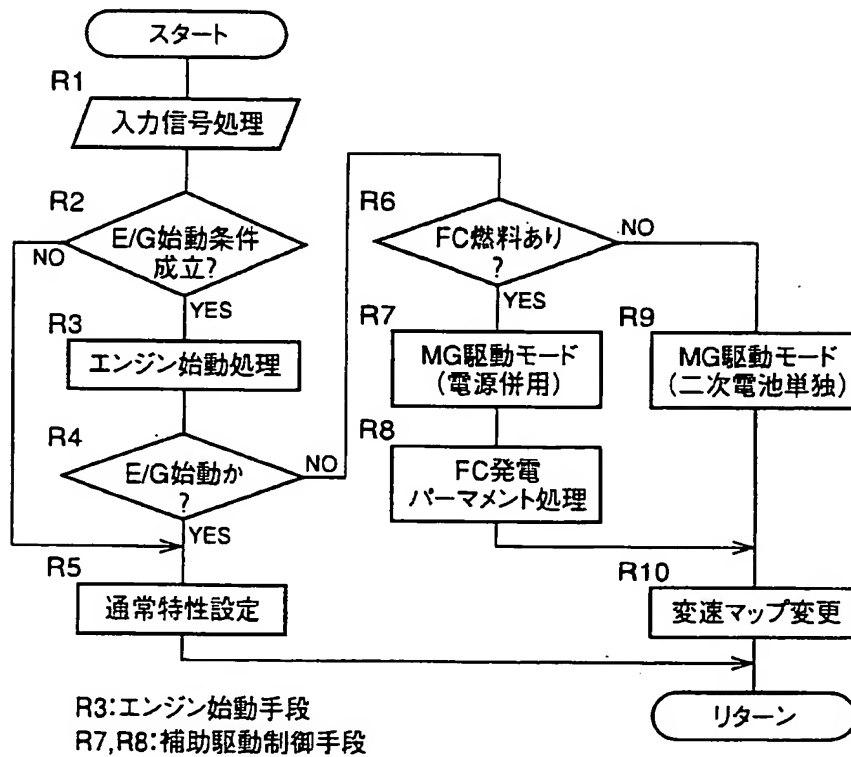 スタート
R1
入力信号処理
R2
E/G始動条件
成立?
NO
YES
R3
エンジン始動処理
R4
E/G始動か
?
NO
YES
R5
通常特性設定
R6
FC燃料あり
?
NO
YES
R7
MG駆動モード
(電源併用)
R8
FC発電
パーマメント処理
R9
MG駆動モード
(二次電池単独)
R10
変速マップ変更
リターン
R3:エンジン始動手段
R7,R8:補助駆動制御手段